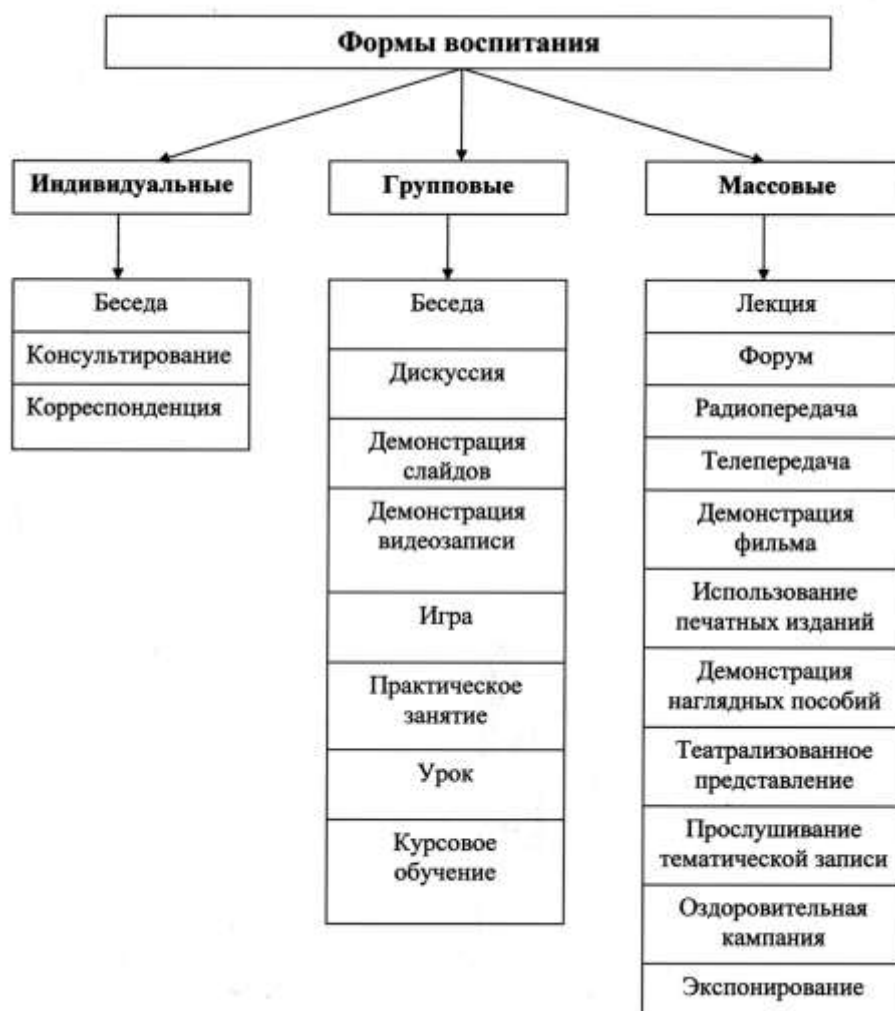 Формы воспитания
Индивидуальные
Групповые
Массовые
Беседа
Консультирование
Корреспонденция
Беседа
Дискуссия
Демонстрация
слайдов
Демонстрация
видеозаписи
Игра
Практическое
занятие
Урок
Курсовое
обучение
Лекция
Форум
Радиопередача
Телепередача
Демонстрация
фильма
Использование
печатных изданий
Демонстрация
наглядных пособий
Театрализованное
представление
Прослушивание
тематической записи
Оздоровительная
кампания
Экспонирование